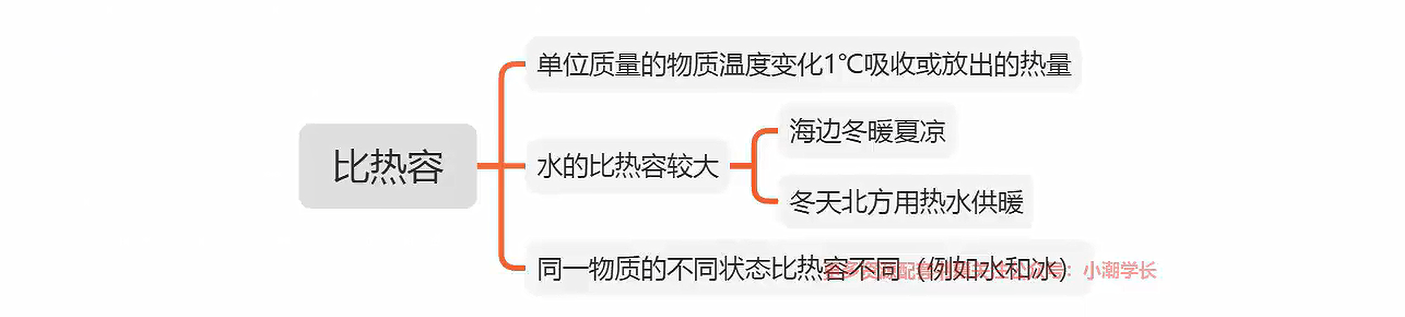 比热容
单位质量的物质温度变化1℃吸收或放出的热量
水的比热容较大
海边冬暖夏凉
冬天北方用热水供暖
同一物质的不同状态比热容不同（例如水和冰）
小潮学长